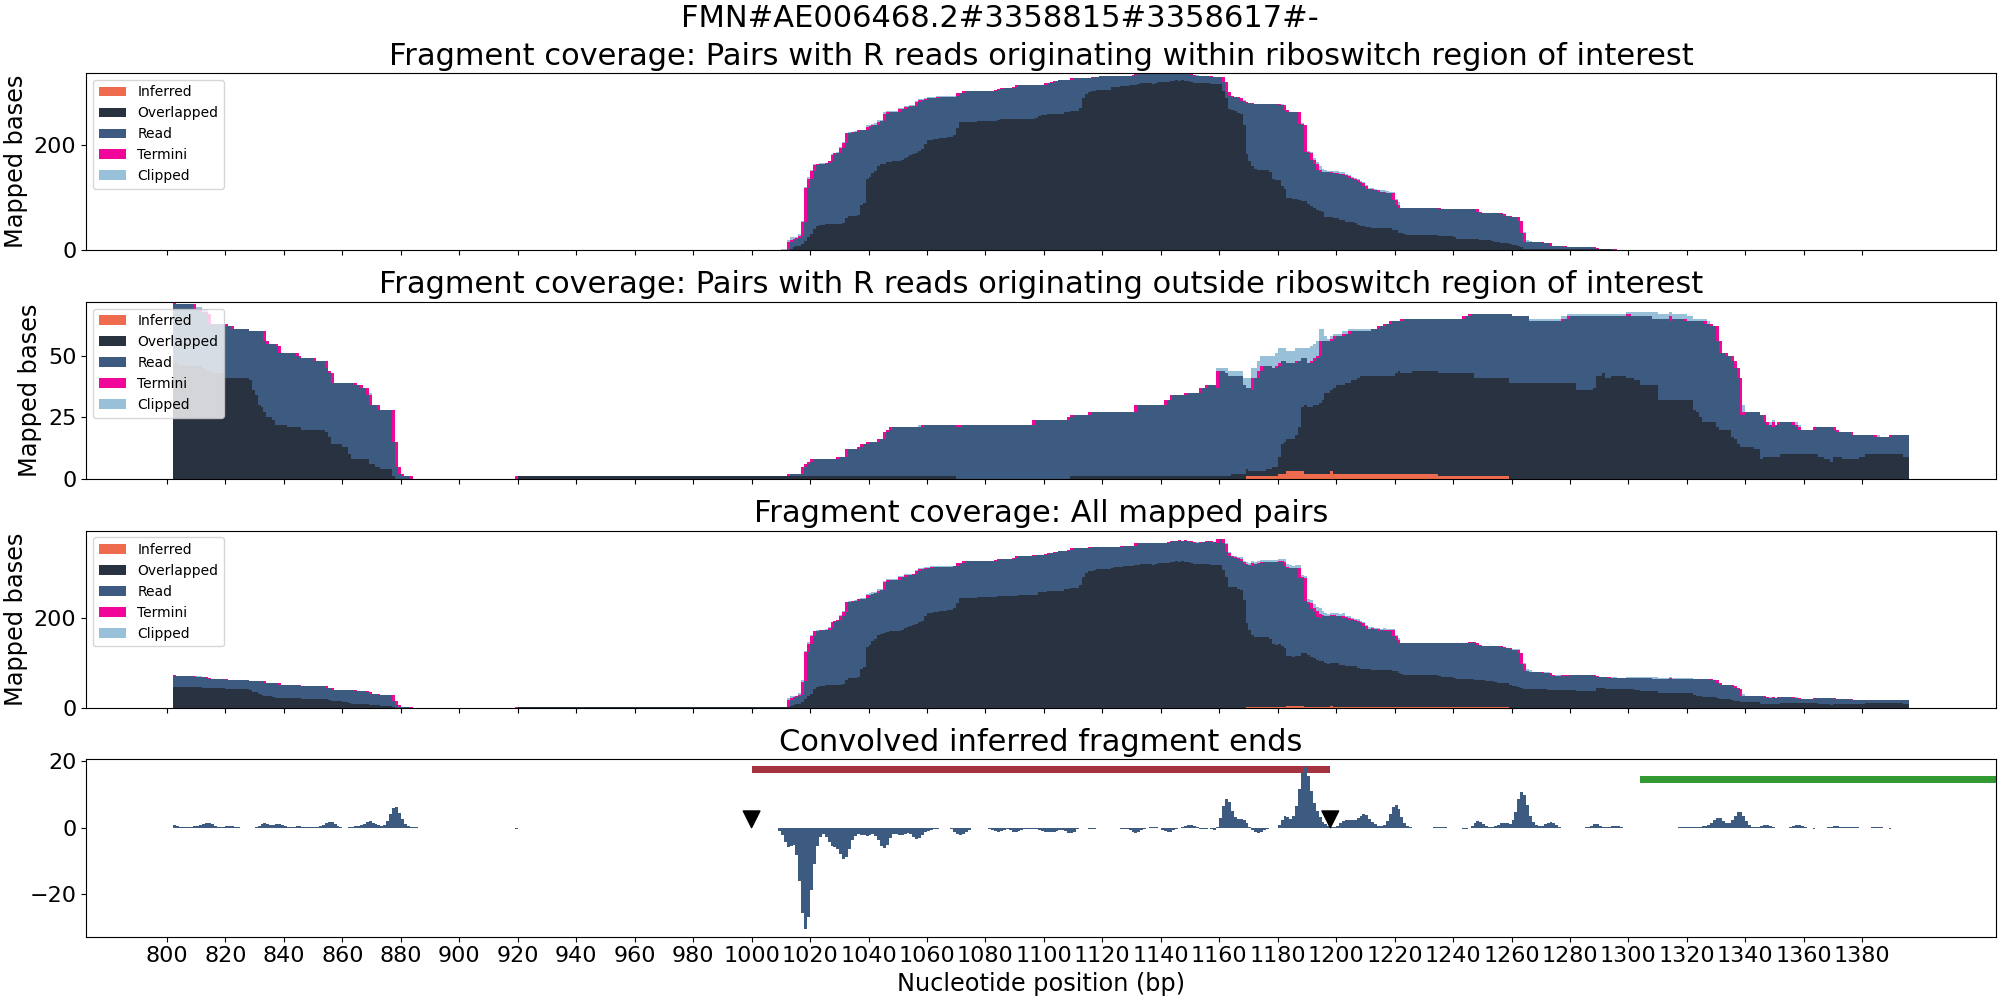 FMN#AE006468.2#3358815#3358617#-
Fragment coverage: Pairs with R reads originating within riboswitch region of interest
Mapped bases
200
0
Inferred
Overlapped
Read
Termini
Clipped
Fragment coverage: Pairs with R reads originating outside riboswitch region of interest
Mapped bases
50
25
0
Inferred
Overlapped
Read
Termini
Clipped
Fragment coverage: All mapped pairs
Mapped bases
200
0
Inferred
Overlapped
Read
Termini
Clipped
Convolved inferred fragment ends
20
0
−20
800 820 840 860 880 900 920 940 960 980 1000 1020 1040 1060 1080 1100 1120 1140 1160 1180 1200 1220 1240 1260 1280 1300 1320 1340 1360 1380
Nucleotide position (bp)